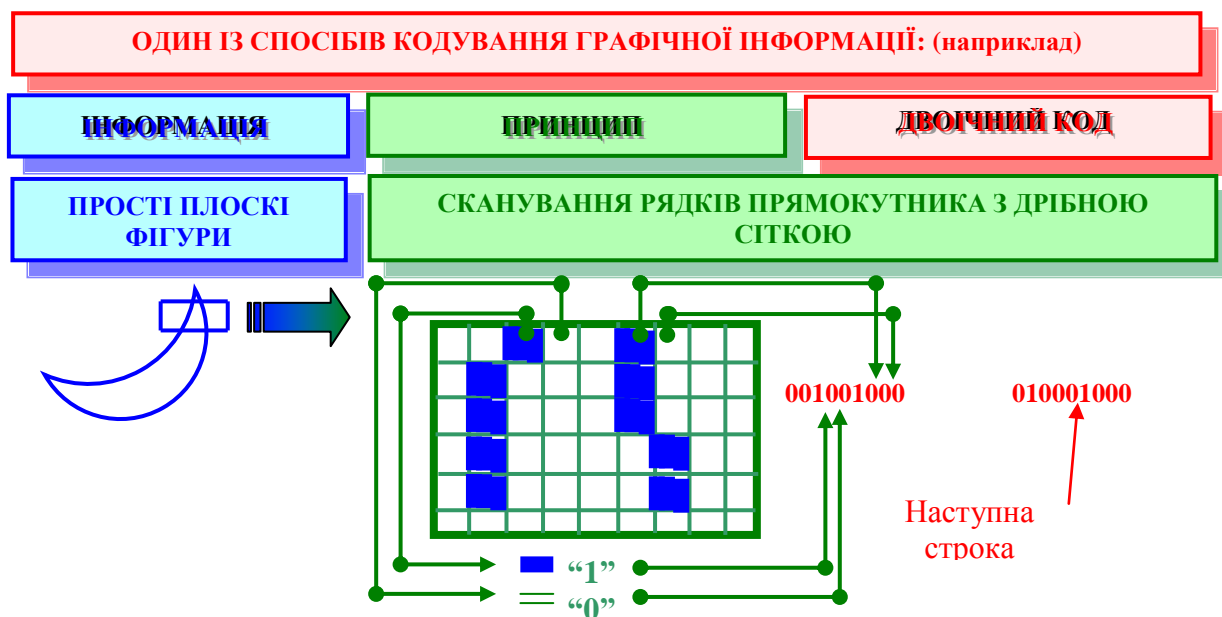 ОДИН ІЗ СПОСІБІВ КОДУВАННЯ ГРАФІЧНОЇ ІНФОРМАЦІЇ: (наприклад)
ІНФОРМАЦІЯ
ПРИНЦИП
ДВОІЧНИЙ КОД
ПРОСТІ ПЛОСКІ
ФІГУРИ
СКАНУВАННЯ РЯДКІВ ПРЯМОКУТНИКА З ДРІБНОЮ
СІТКОЮ
001001000
010001000
Наступна
строка
“1”
“0”